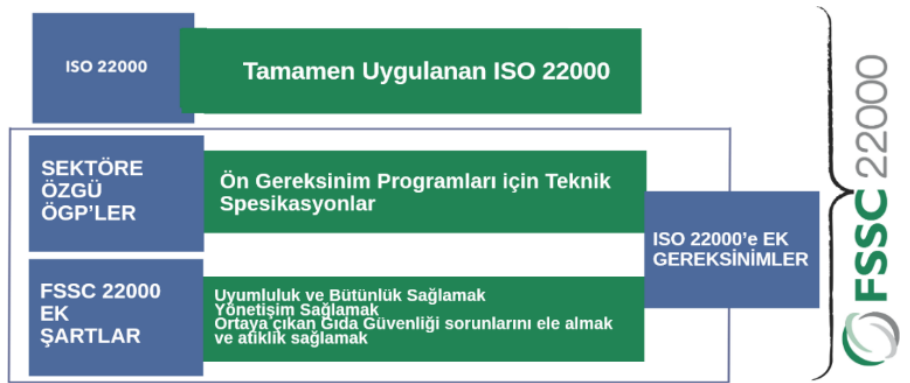 ISO 22000
Tamamen Uygulanan ISO 22000
SEKTÖRE
ÖZGÜ
ÖGP'LER
Ön Gereksinim Programları için Teknik
Spesikasyonlar
FSSC 22000
EK
ŞARTLAR
Uyumluluk ve Bütünlük Sağlamak
Yönetişim Sağlamak
Ortaya çıkan Gıda Güvenliği sorunlarını ele almak
ve atiklik sağlamak
ISO 22000'e EK
GEREKSİNİMLER
FSSC 22000